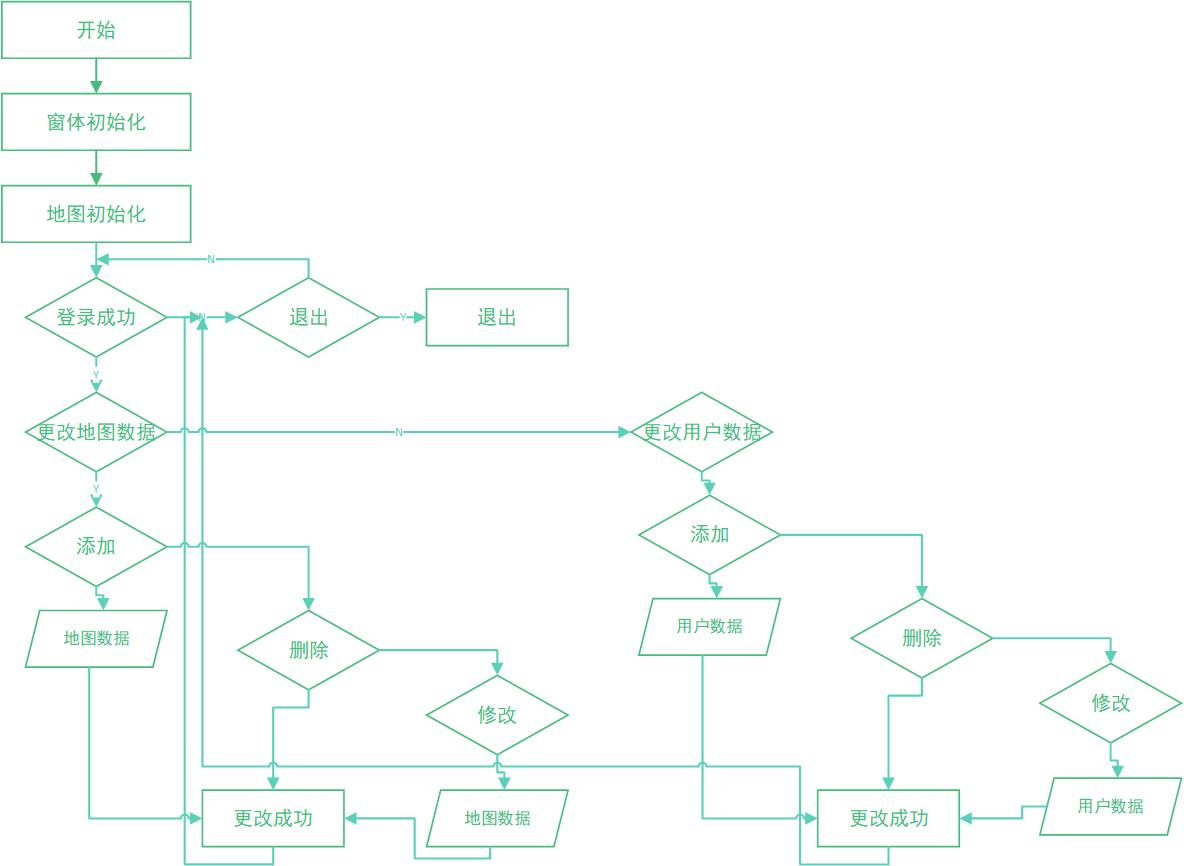 开始
窗体初始化
地图初始化
N
登录成功
N
退出
Y
退出
Y
更改地图数据
N
更改用户数据
Y
添加
添加
地图数据
用户数据
删除
删除
修改
修改
更改成功
地图数据
更改成功
用户数据